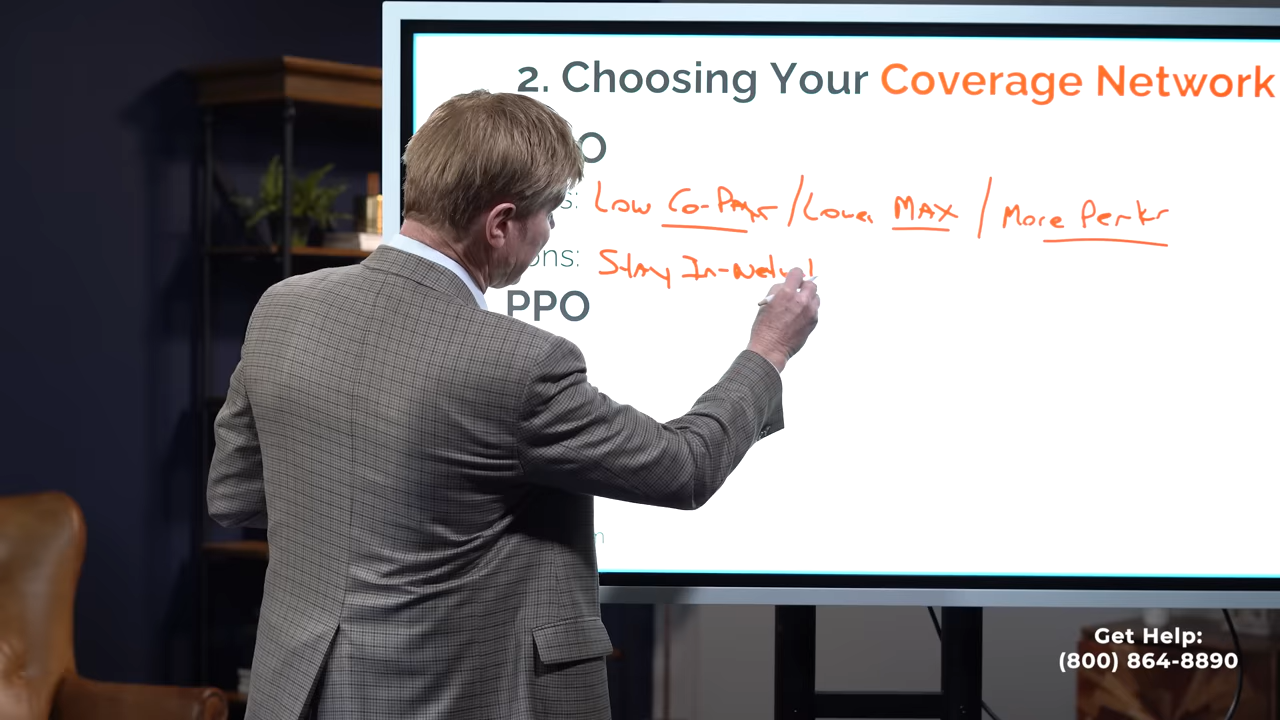 2. Choosing Your Coverage Network
O
s: Low Co-Pays / Lower MAX / More Perks
ons: Stay In-Netw
PPO
Get Help:
(800) 864-8890